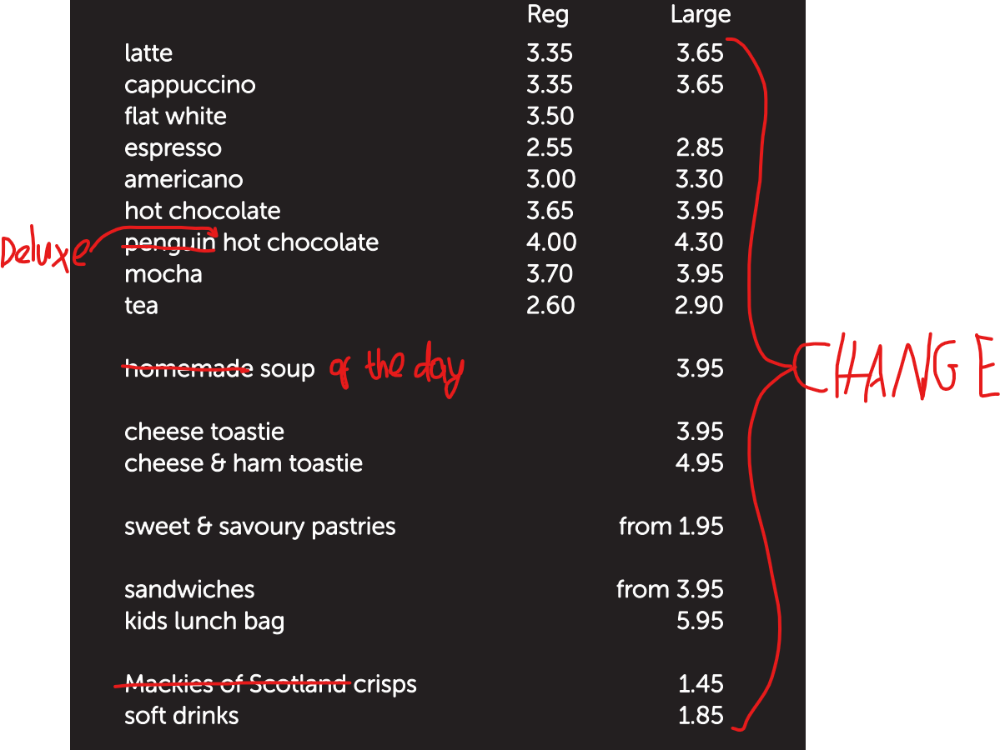 Reg Large
latte 3.35 3.65
cappuccino 3.35 3.65
flat white 3.50
espresso 2.55 2.85
americano 3.00 3.30
hot chocolate 3.65 3.95
Deluxe penguin hot chocolate 4.00 4.30
mocha 3.70 3.95
tea 2.60 2.90
homemade soup of the day 3.95
CHANGE
cheese toastie 3.95
cheese & ham toastie 4.95
sweet & savoury pastries from 1.95
sandwiches from 3.95
kids lunch bag 5.95
Mackies of Scotland crisps 1.45
soft drinks 1.85